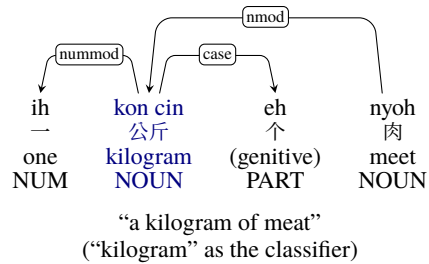 nmod
nummod case
ih kon cin eh nyoh
一 公斤 个 肉
one kilogram (genitive) meet
NUM NOUN PART NOUN
“a kilogram of meat”
(“kilogram” as the classifier)